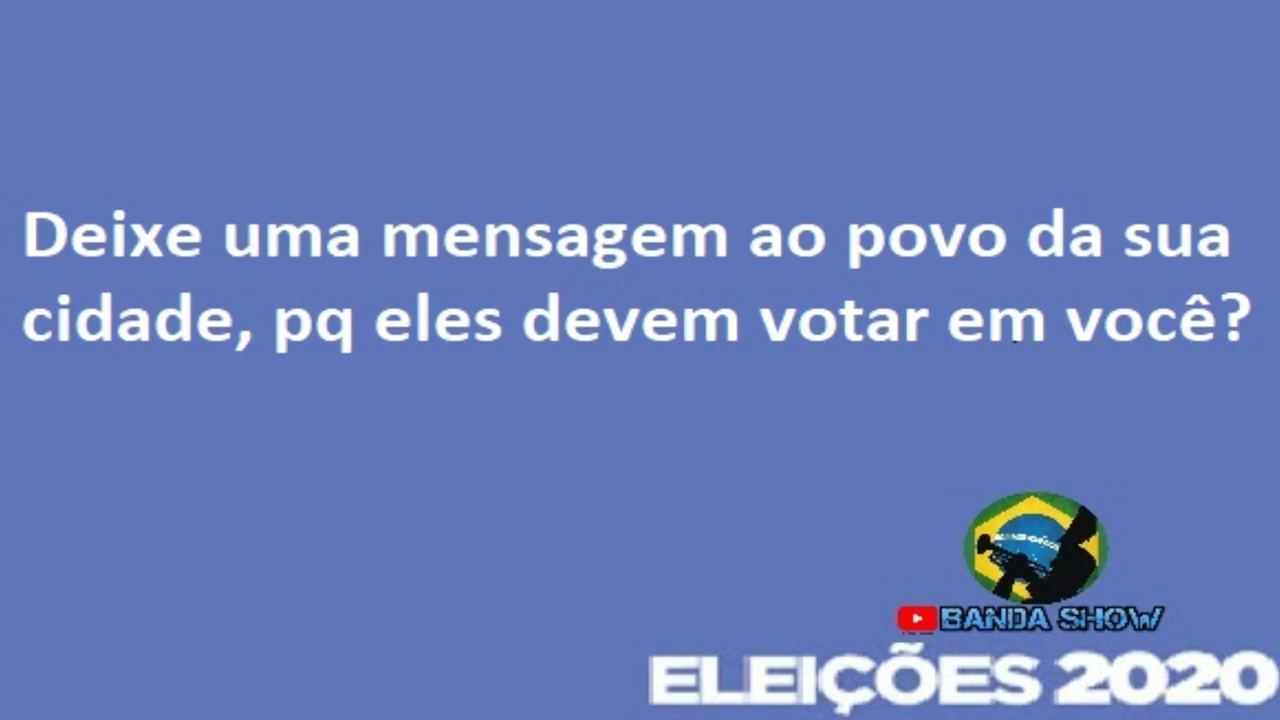 Deixe uma mensagem ao povo da sua
cidade, pq eles devem votar em você?
BANDA SHOW
ELEIÇÕES 2020